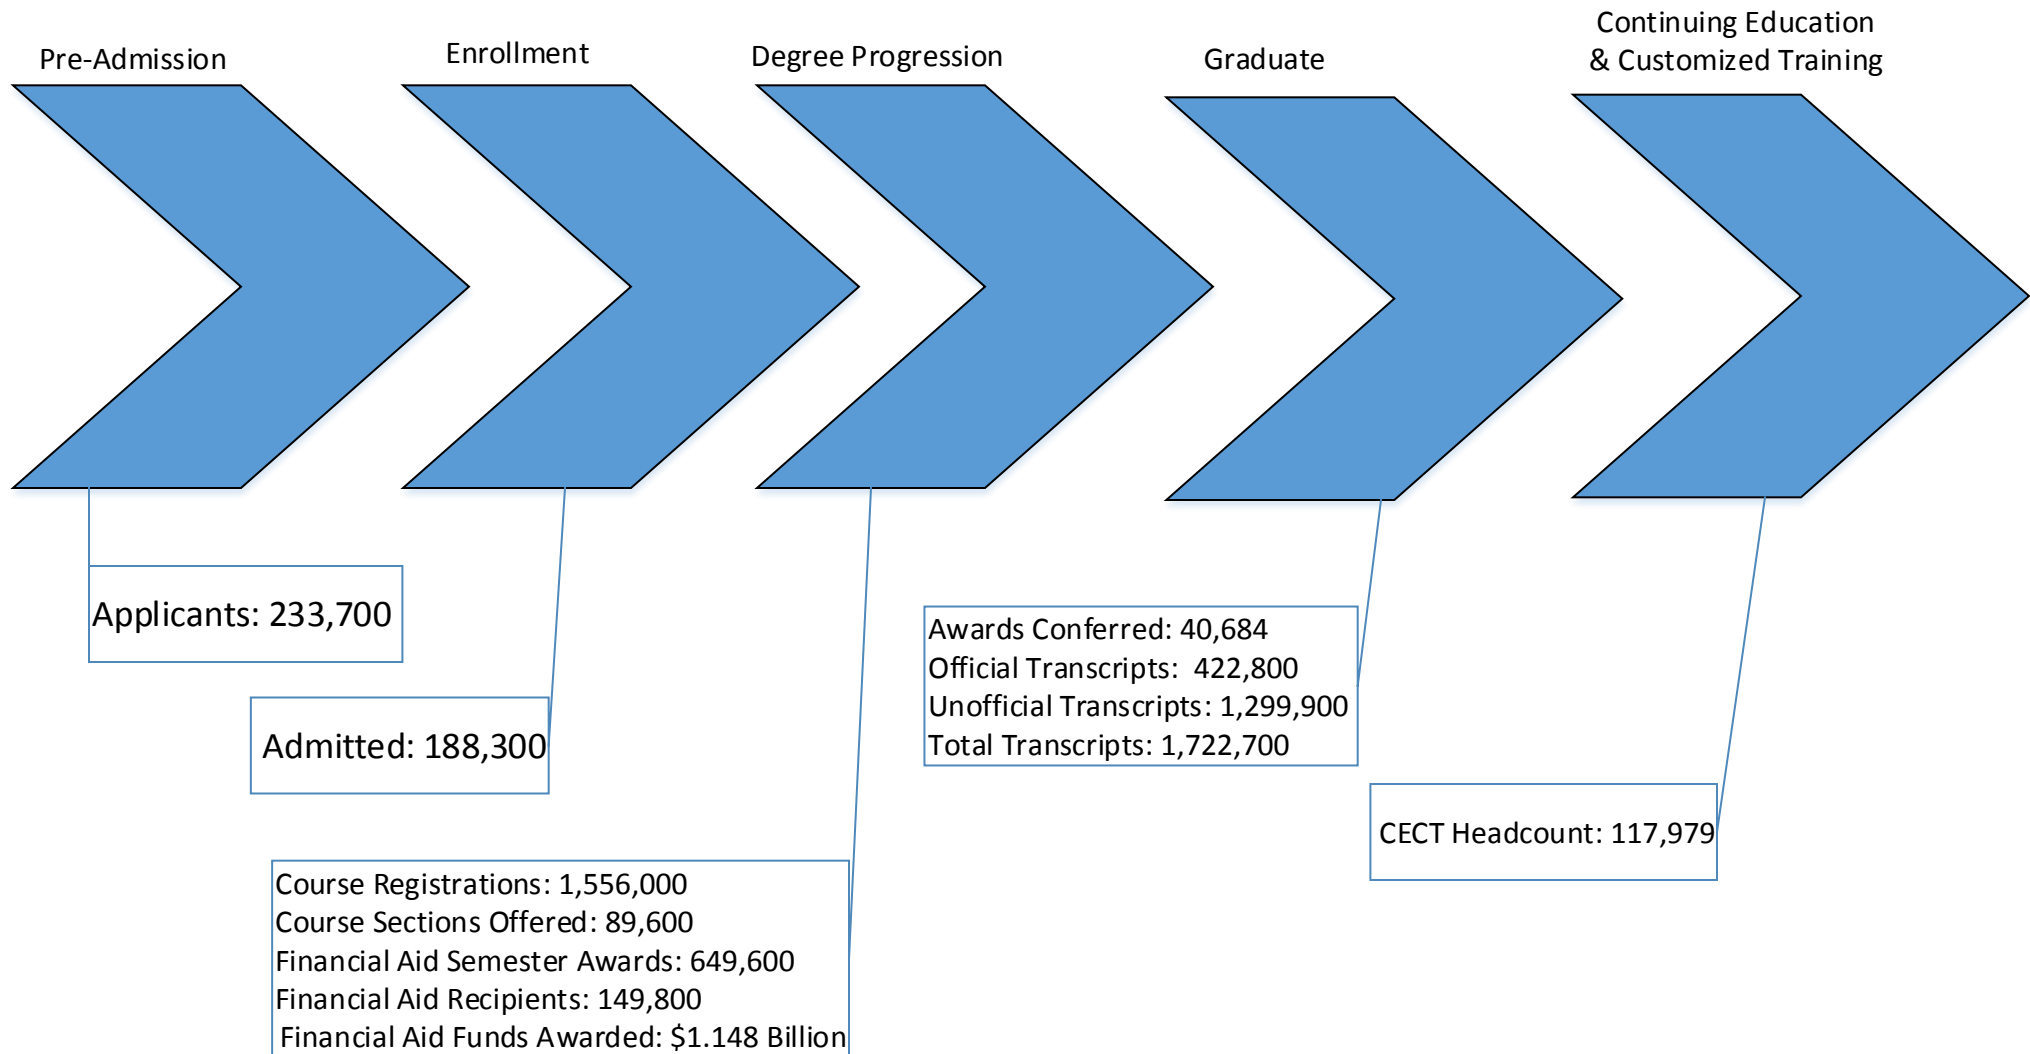 Pre-Admission
Enrollment
Degree Progression
Graduate
Continuing Education
& Customized Training
Applicants: 233,700
Admitted: 188,300
Course Registrations: 1,556,000
Course Sections Offered: 89,600
Financial Aid Semester Awards: 649,600
Financial Aid Recipients: 149,800
Financial Aid Funds Awarded: $1.148 Billion
Awards Conferred: 40,684
Official Transcripts:  422,800
Unofficial Transcripts: 1,299,900
Total Transcripts: 1,722,700
CECT Headcount: 117,979